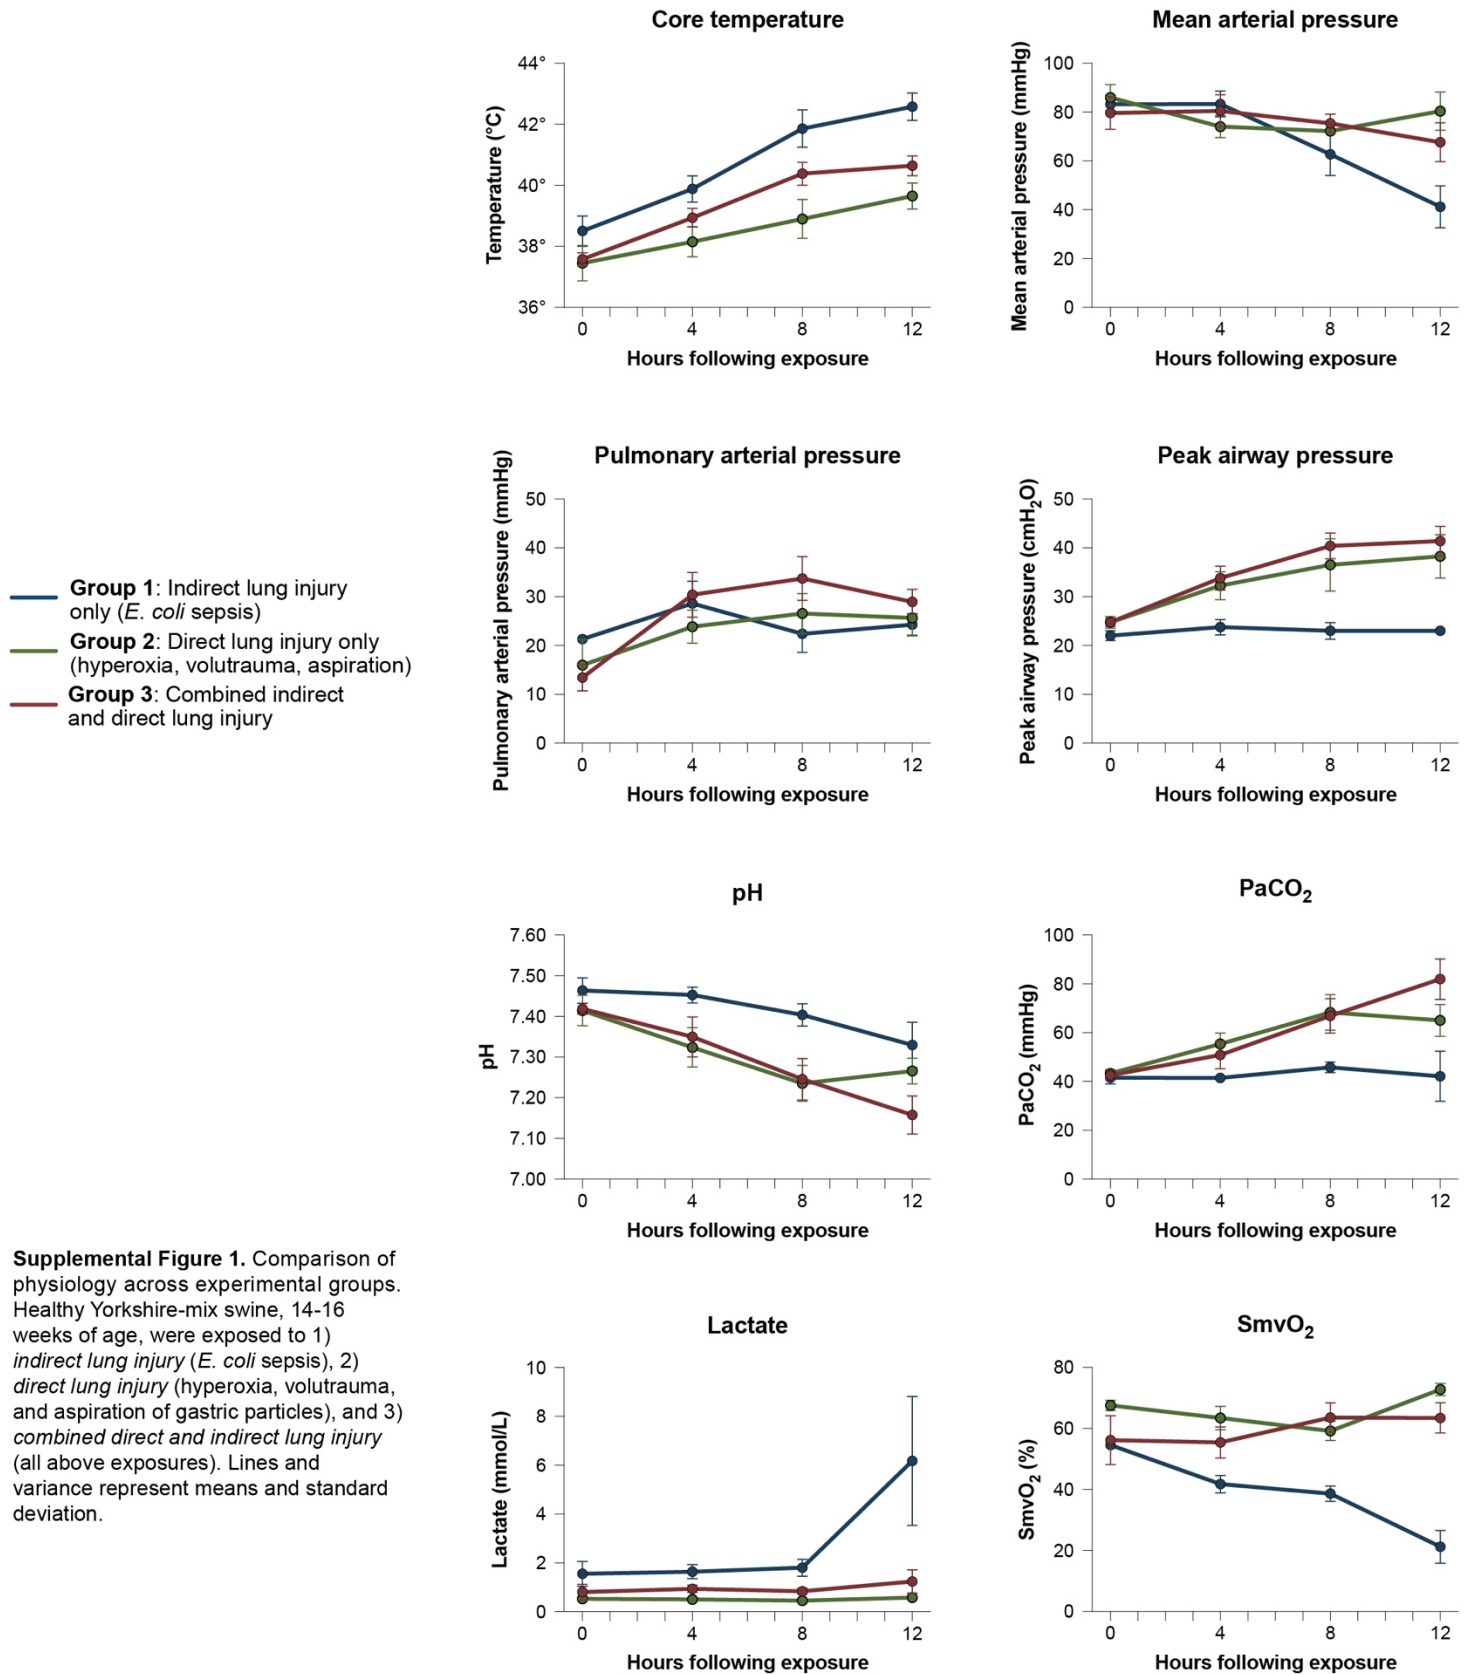 Core temperature
44°
42°
40°
38°
36°
Temperature (°C)
0 4 8 12
Hours following exposure
Mean arterial pressure
100
80
60
40
20
0
Mean arterial pressure (mmHg)
0 4 8 12
Hours following exposure
Group 1: Indirect lung injury
only (E. coli sepsis)
Group 2: Direct lung injury only
(hyperoxia, volutrauma, aspiration)
Group 3: Combined indirect
and direct lung injury
Pulmonary arterial pressure
50
40
30
20
10
0
Pulmonary arterial pressure (mmHg)
0 4 8 12
Hours following exposure
Peak airway pressure
50
40
30
20
10
0
Peak airway pressure (cmH2O)
0 4 8 12
Hours following exposure
pH
7.60
7.50
7.40
7.30
7.20
7.10
7.00
pH
0 4 8 12
Hours following exposure
PaCO2
100
80
60
40
20
0
PaCO2 (mmHg)
0 4 8 12
Hours following exposure
Supplemental Figure 1. Comparison of
physiology across experimental groups.
Healthy Yorkshire-mix swine, 14-16
weeks of age, were exposed to 1)
indirect lung injury (E. coli sepsis), 2)
direct lung injury (hyperoxia, volutrauma,
and aspiration of gastric particles), and 3)
combined direct and indirect lung injury
(all above exposures). Lines and
variance represent means and standard
deviation.
Lactate
10
8
6
4
2
0
Lactate (mmol/L)
0 4 8 12
Hours following exposure
SmvO2
80
60
40
20
0
SmvO2 (%)
0 4 8 12
Hours following exposure